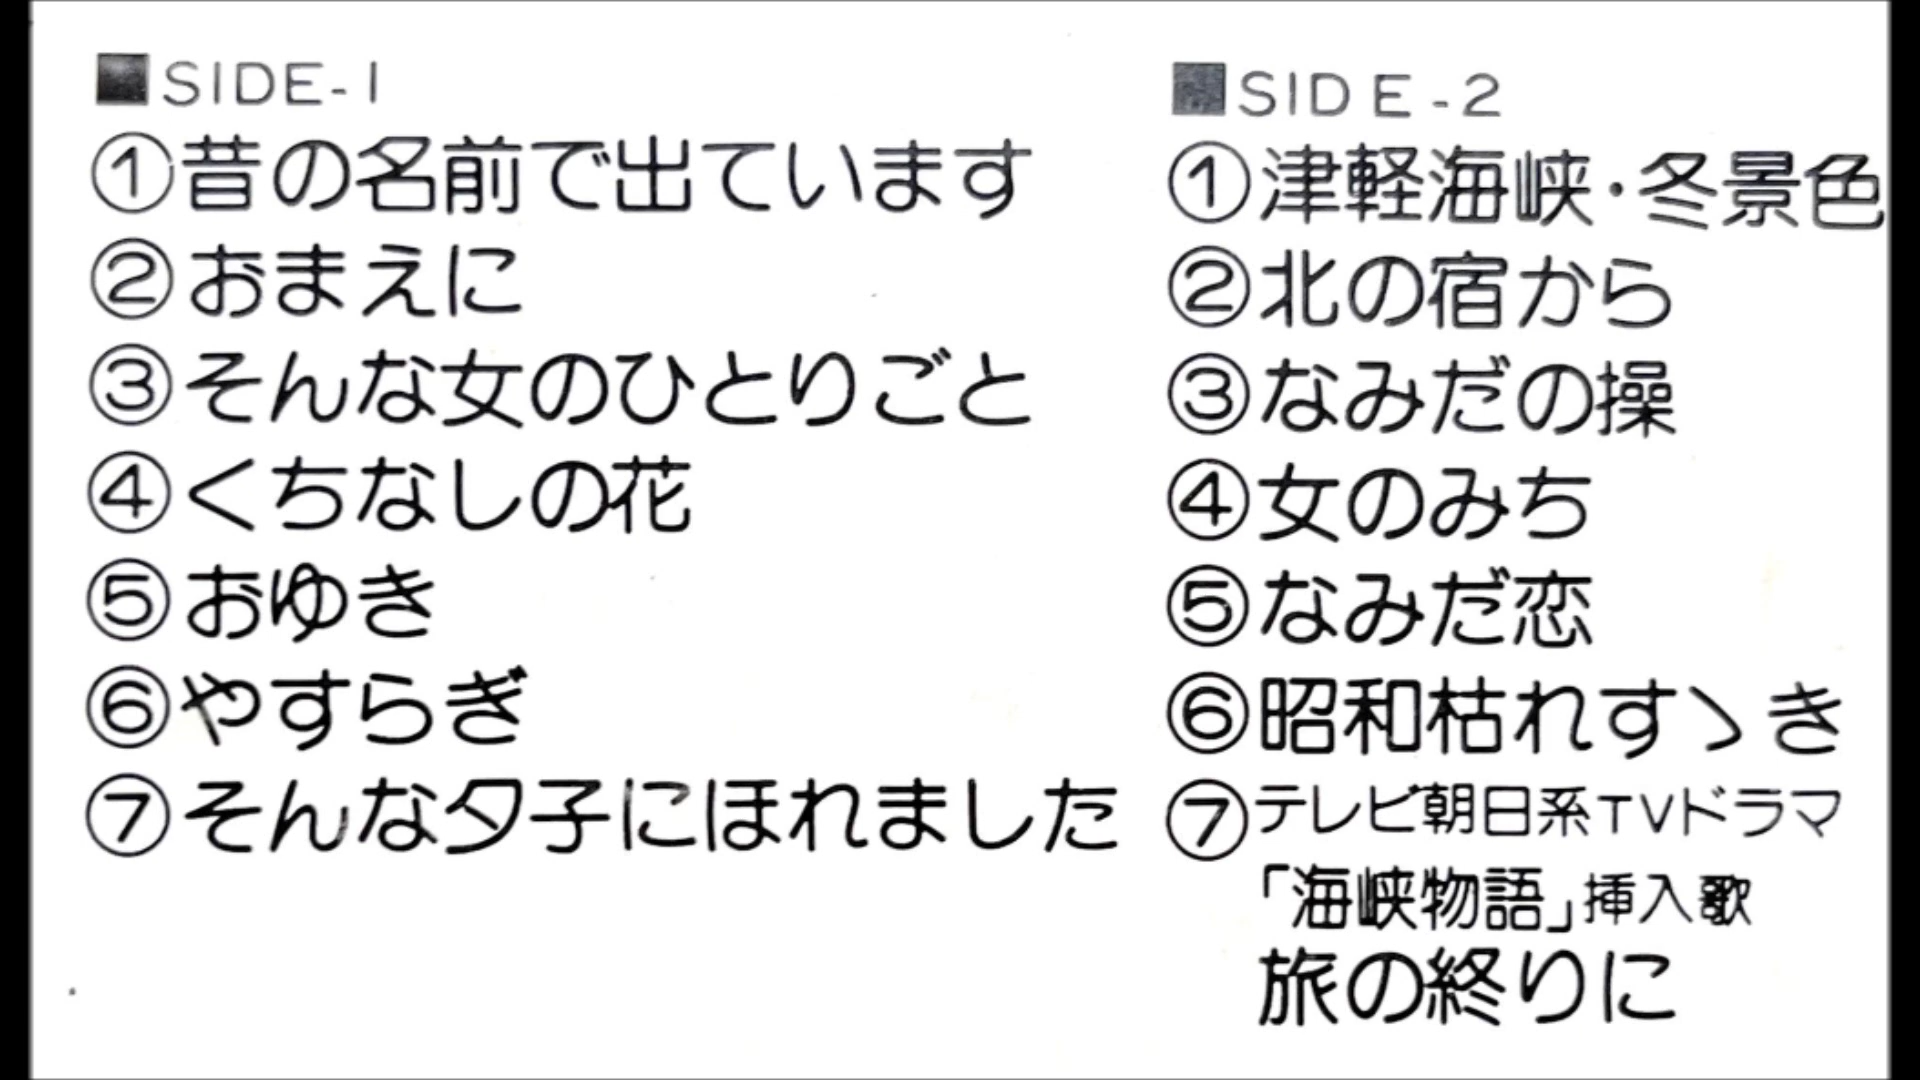 ■SIDE-1
①昔の名前で出ています
②おまえに
③そんな女のひとりごと
④くちなしの花
⑤おゆき
⑥やすらぎ
⑦そんな夕子にほれました
■SIDE-2
①津軽海峡・冬景色
②北の宿から
③なみだの操
④女のみち
⑤なみだ恋
⑥昭和枯れすゝき
⑦テレビ朝日系TVドラマ
「海峡物語」挿入歌
旅の終りに